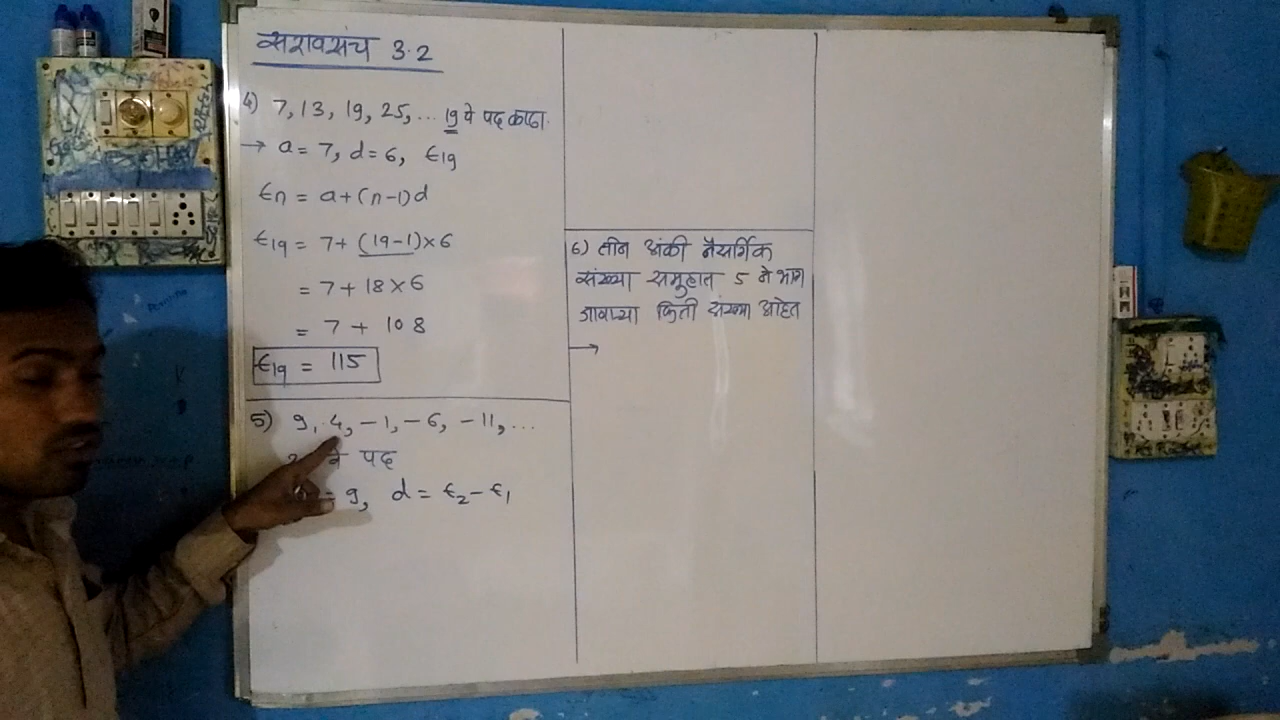 सरावसंच 3.2
4) 7, 13, 19, 25, ... 19 वे पद काढा.
→ a = 7, d = 6, t19
tn = a + (n-1) d
t19 = 7 + (19-1) × 6
= 7 + 18 × 6
= 7 + 108
t19 = 115
5) 9, 4, -1, -6, -11, ...
वे पद
= 9, d = t2 - t1
6) तीन अंकी नैसर्गिक
संख्या समुहात 5 ने भाग
जाणाऱ्या किती संख्या आहेत
→